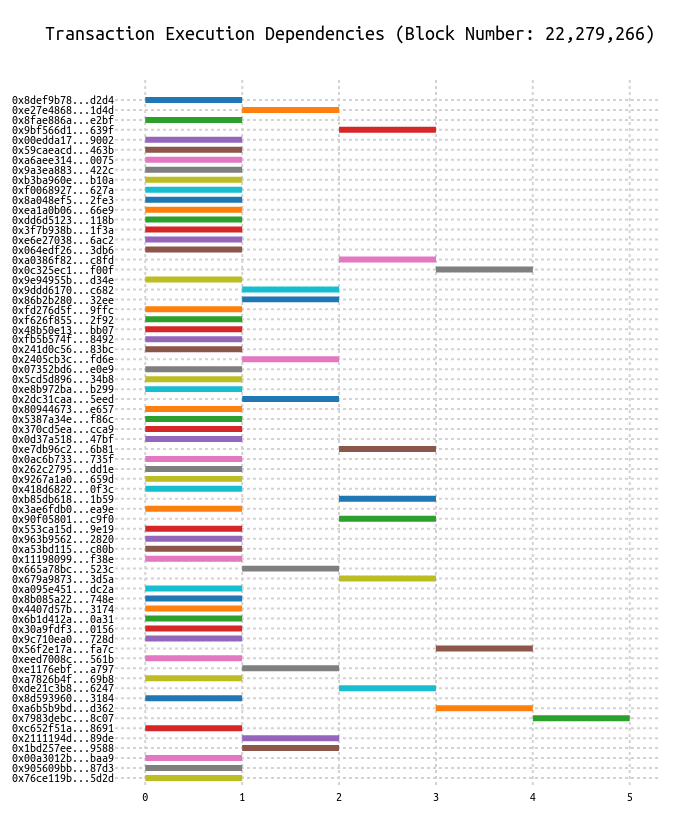 Transaction Execution Dependencies (Block Number: 22,279,266)
0x8def9b78...d2d4
0xe27e4868...1d4d
0x8fae886a...e2bf
0x9bf566d1...639f
0x00edda17...9002
0x59caeacd...463b
0xa6aee314...0075
0x9a3ea883...422c
0xb3ba960e...b10a
0xf0068927...627a
0x8a048ef5...2fe3
0xea1a0b06...66e9
0xdd6d5123...118b
0x3f7b938b...1f3a
0xe6e27038...6ac2
0x064edf26...3db6
0xa0386f82...c8fd
0x0c325ec1...f00f
0x9e94955b...d34e
0x9ddd6170...c682
0x86b2b280...32ee
0xfd276d5f...9ffc
0xf626f855...2f92
0x48b50e13...bb07
0xfb5b574f...8492
0x241d0c56...83bc
0x2405cb3c...fd6e
0x07352bd6...e0e9
0x5cd5d896...34b8
0xe8b972ba...b299
0x2dc31caa...5eed
0x80944673...e657
0x5387a34e...f86c
0x370cd5ea...cca9
0x0d37a518...47bf
0xe7db96c2...6b81
0x0ac6b733...735f
0x262c2795...dd1e
0x9267a1a0...659d
0x418d6822...0f3c
0xb85db618...1b59
0x3ae6fdb0...ea9e
0x90f05801...c9f0
0x553ca15d...9e19
0x963b9562...2820
0xa53bd115...c80b
0x11198099...f38e
0x665a78bc...523c
0x679a9873...3d5a
0xa095e451...dc2a
0x8b085a22...748e
0x4407d57b...3174
0x6b1d412a...0a31
0x30a9fdf3...0156
0x9c710ea0...728d
0x56f2e17a...fa7c
0xeed7008c...561b
0xe1176ebf...a797
0xa7826b4f...69b8
0xde21c3b8...6247
0x8d593960...3184
0xa6b5b9bd...d362
0x7983debc...8c07
0xc652f51a...8691
0x2111194d...89de
0x1bd257ee...9588
0x00a3012b...baa9
0x905609bb...87d3
0x76ce119b...5d2d
0 1 2 3 4 5